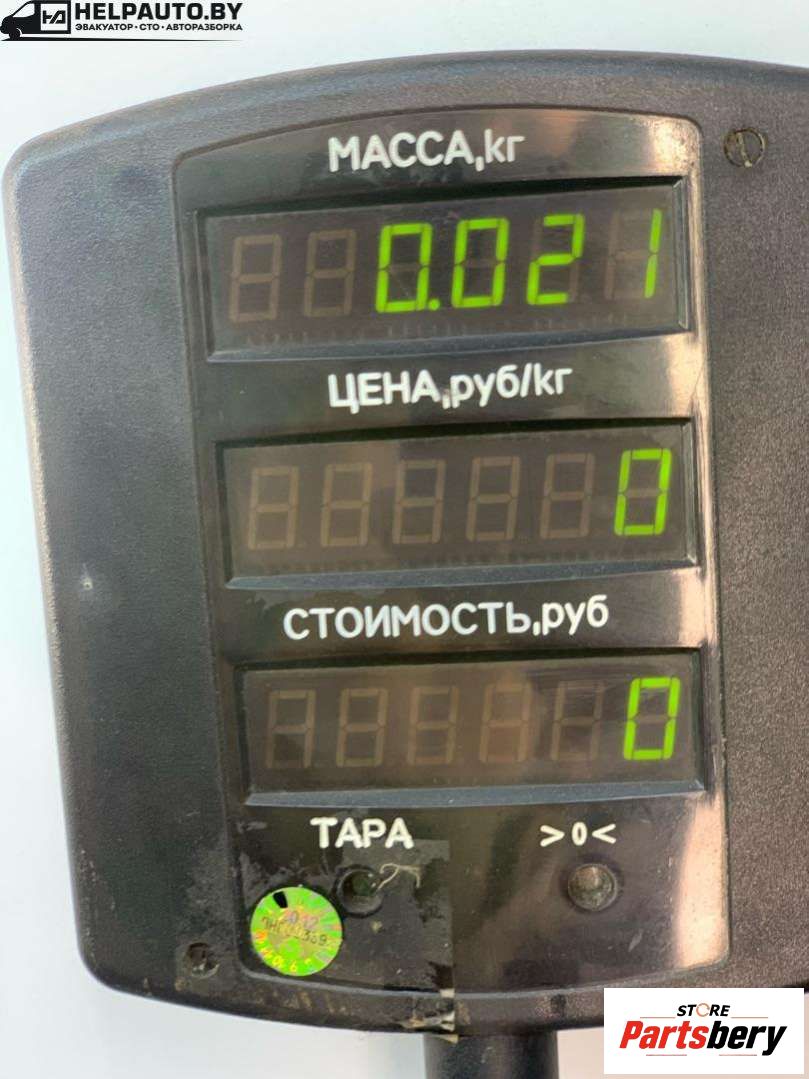 HELPAUTO.BY
ЭВАКУАТОР • СТО • АВТОРАЗБОРКА
МАССА,кг
0.021
ЦЕНА,руб/кг
0
СТОИМОСТЬ,руб
0
ТАРА >0<
2012
STORE
Partsbery